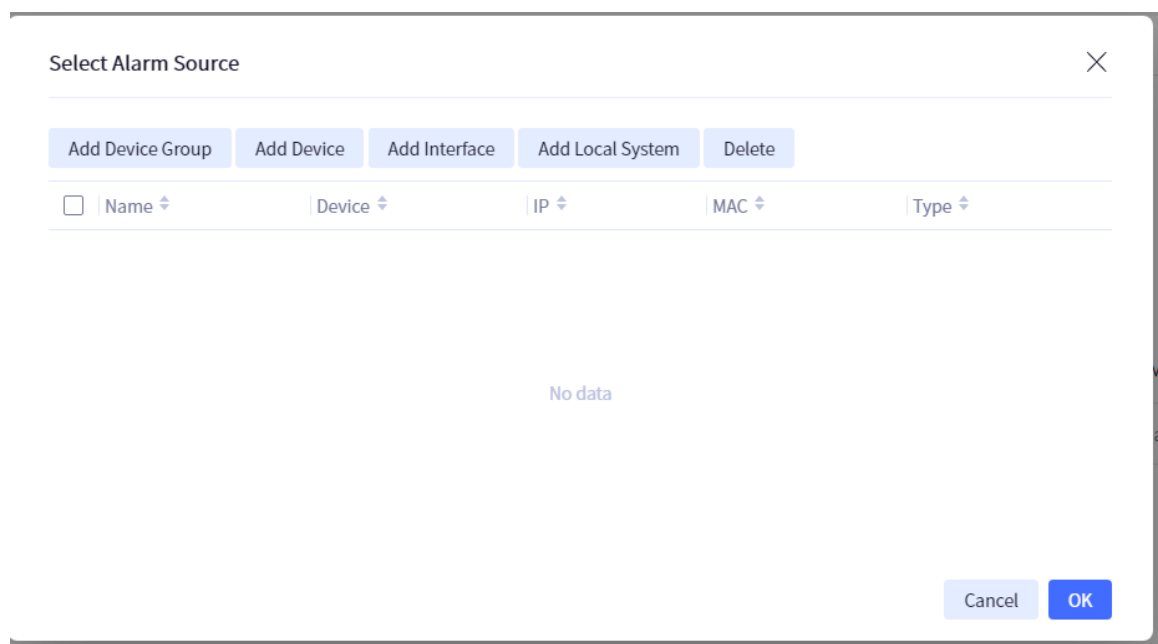 Select Alarm Source
Add Device Group Add Device Add Interface Add Local System Delete
Name Device IP MAC Type
No data
Cancel OK